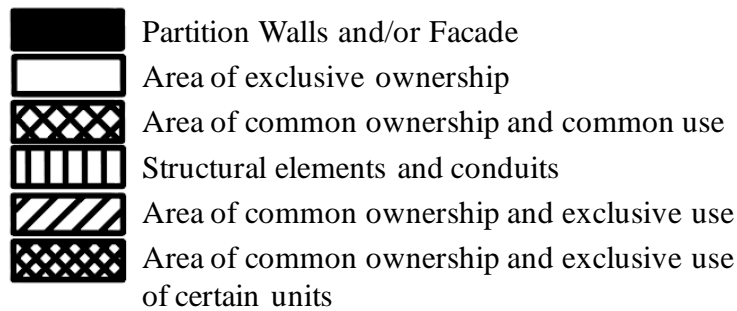 Partition Walls and/or Facade
Area of exclusive ownership
Area of common ownership and common use
Structural elements and conduits
Area of common ownership and exclusive use
Area of common ownership and exclusive use
of certain units